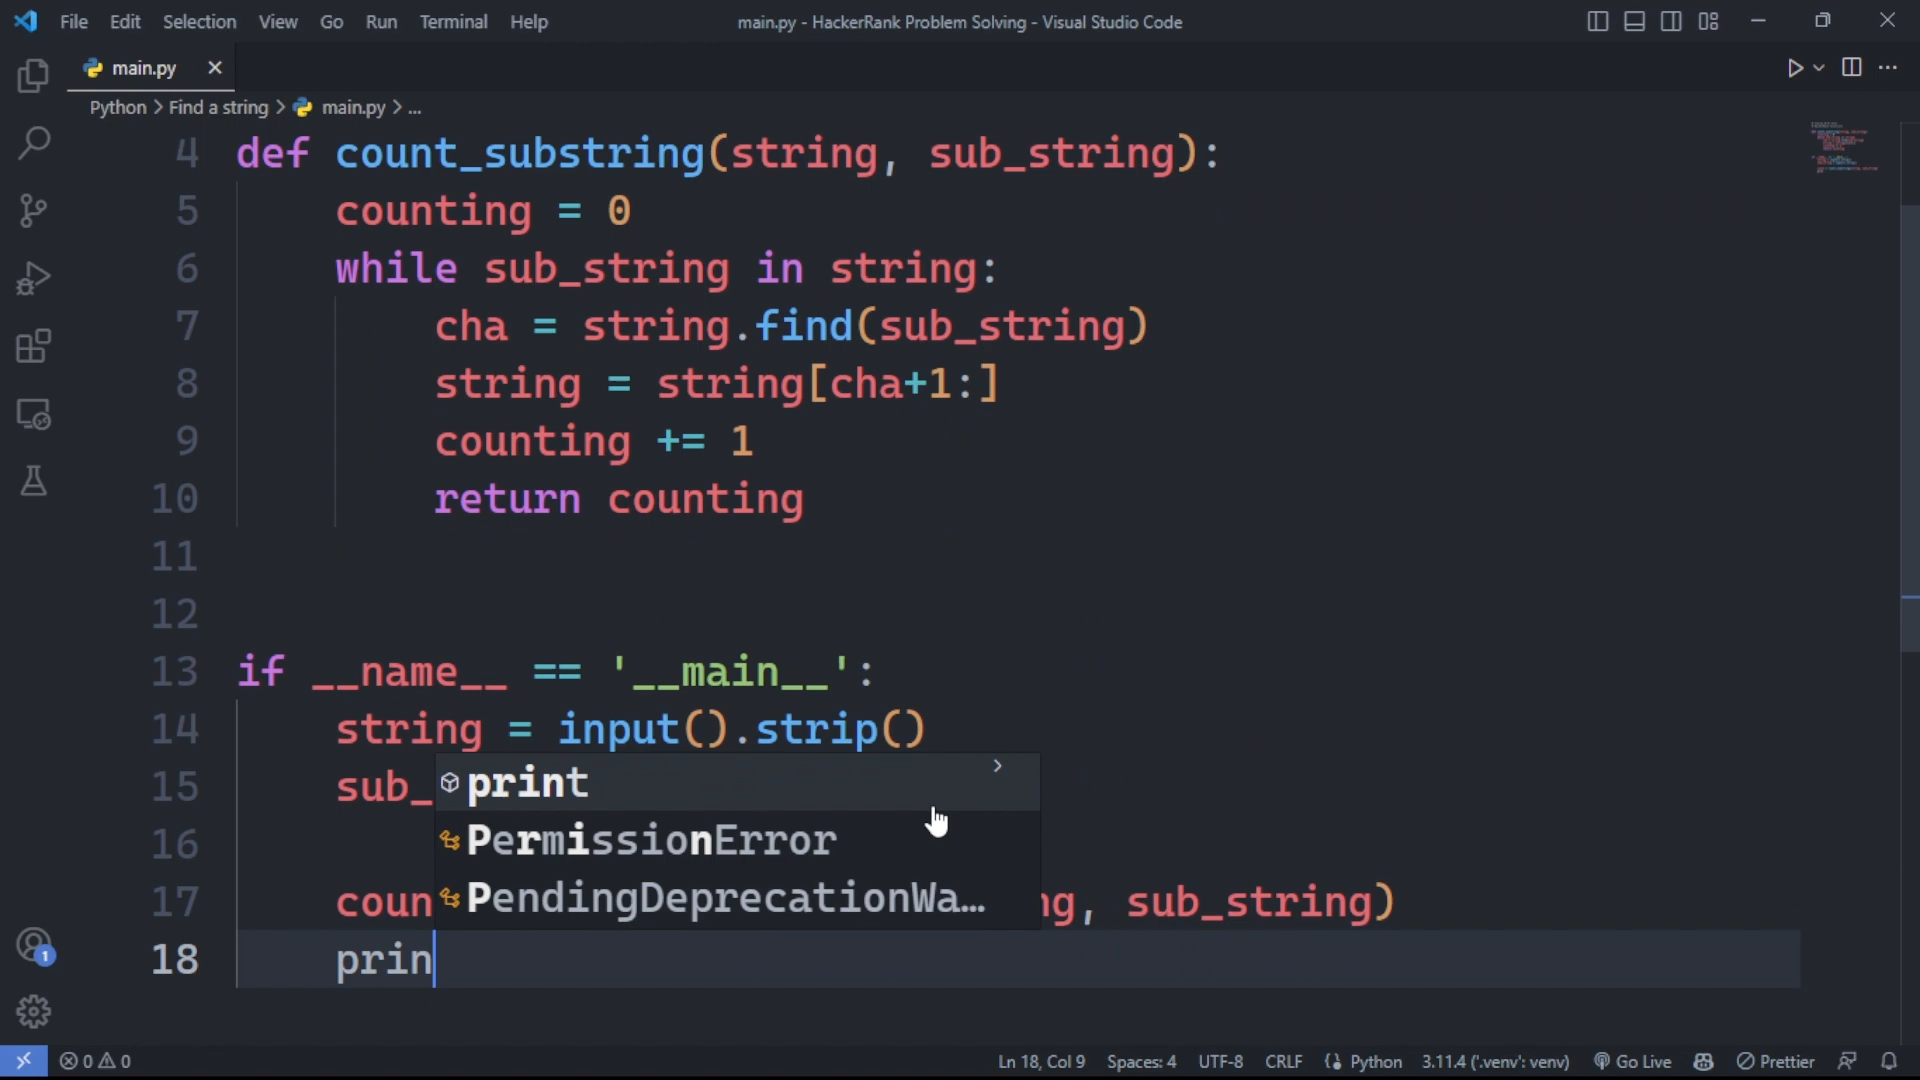 File Edit Selection View Go Run Terminal Help main.py - HackerRank Problem Solving - Visual Studio Code
main.py
Python > Find a string > main.py > ...
4 def count_substring(string, sub_string):
5 counting = 0
6 while sub_string in string:
7 cha = string.find(sub_string)
8 string = string[cha+1:]
9 counting += 1
10 return counting
11
12
13 if __name__ == '__main__':
14 string = input().strip()
15 sub_
print
16
PermissionError
17 coun
PendingDeprecationWa...
ng, sub_string)
18 prin
1
0 0 Ln 18, Col 9 Spaces: 4 UTF-8 CRLF Python 3.11.4 ('.venv': venv) Go Live Prettier